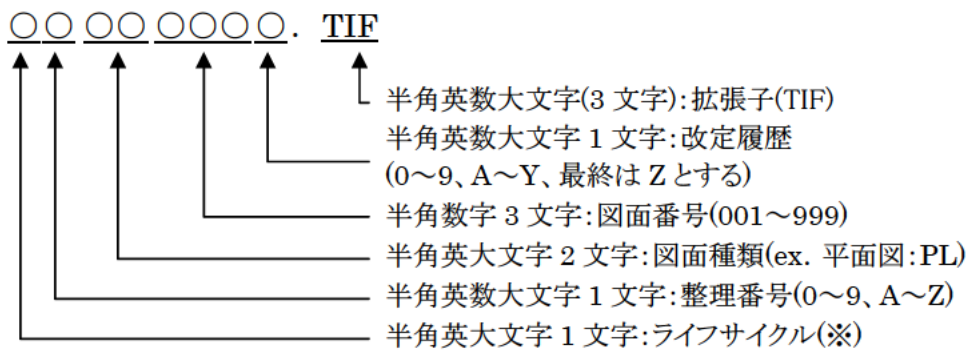 ○○ ○○ ○○○○. TIF
半角英数大文字(3 文字):拡張子(TIF)
半角英数大文字 1 文字:改定履歴
(0～9、A～Y、最終は Z とする)
半角数字 3 文字:図面番号(001～999)
半角英大文字 2 文字:図面種類(ex. 平面図:PL)
半角英数大文字 1 文字:整理番号(0～9、A～Z)
半角英大文字 1 文字:ライフサイクル(※)